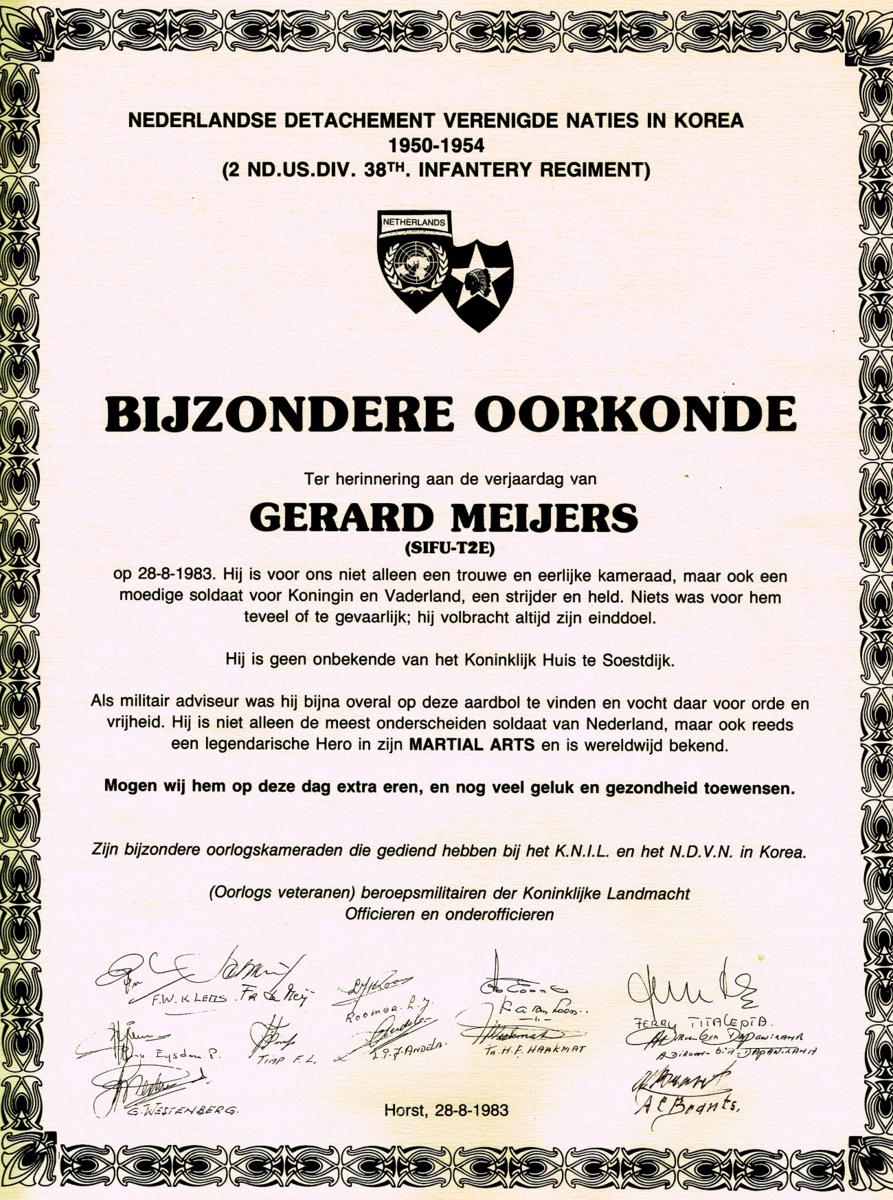 NEDERLANDSE DETACHEMENT VERENIGDE NATIES IN KOREA
1950-1954
(2 ND.US.DIV. 38TH. INFANTERY REGIMENT)
NETHERLANDS
BIJZONDERE OORKONDE
Ter herinnering aan de verjaardag van
GERARD MEIJERS
(SIFU-T2E)
op 28-8-1983. Hij is voor ons niet alleen een trouwe en eerlijke kameraad, maar ook een
moedige soldaat voor Koningin en Vaderland, een strijder en held. Niets was voor hem
teveel of te gevaarlijk; hij volbracht altijd zijn einddoel.
Hij is geen onbekende van het Koninklijk Huis te Soestdijk.
Als militair adviseur was hij bijna overal op deze aardbol te vinden en vocht daar voor orde en
vrijheid. Hij is niet alleen de meest onderscheiden soldaat van Nederland, maar ook reeds
een legendarische Hero in zijn MARTIAL ARTS en is wereldwijd bekend.
Mogen wij hem op deze dag extra eren, en nog veel geluk en gezondheid toewensen.
Zijn bijzondere oorlogskameraden die gediend hebben bij het K.N.I.L. en het N.D.V.N. in Korea.
(Oorlogs veteranen) beroepsmilitairen der Koninklijke Landmacht
Officieren en onderofficieren
F.W.K LEMS
FERRY TITALEPTA.
Eysden P.
TIMP F.L.
Th.H.F. HAAKMAT
G. WESTENBERG.
A C Brants.
Horst, 28-8-1983